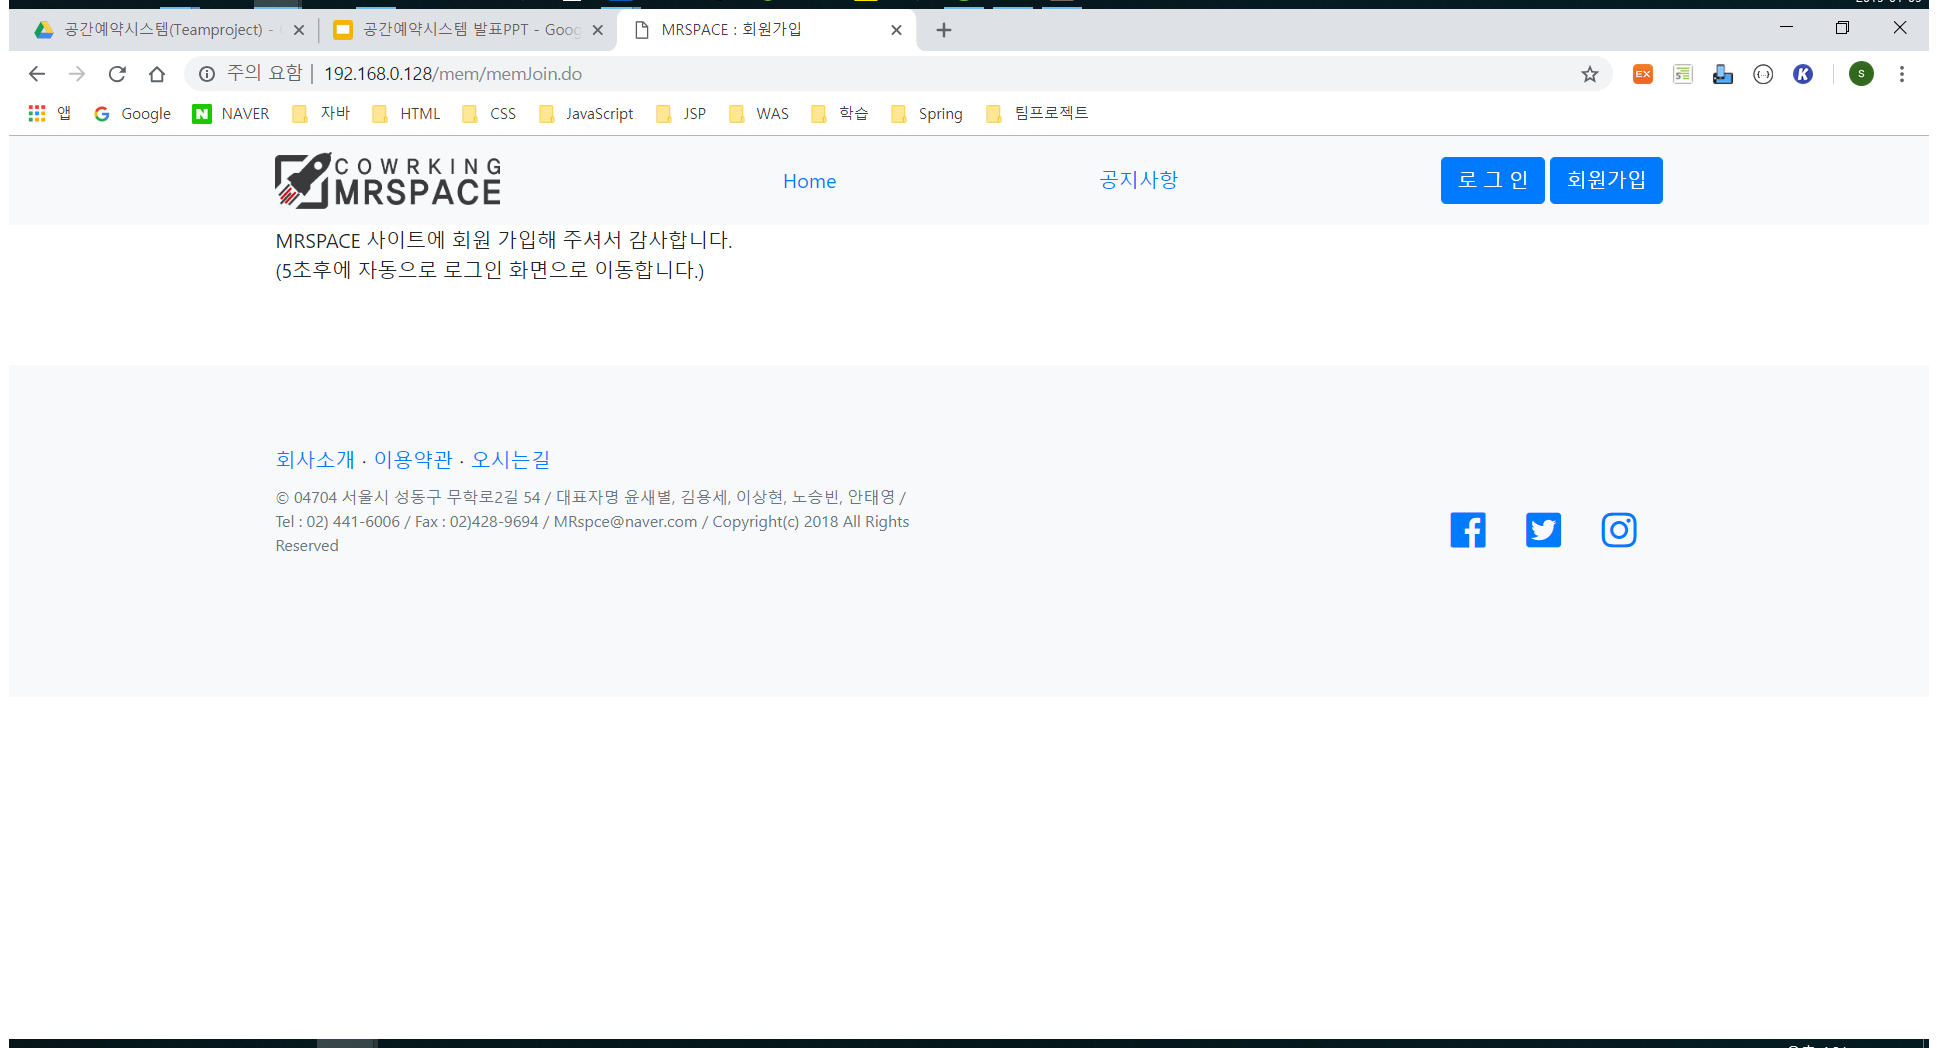 공간예약시스템(Teamproject) -
공간예약시스템 발표PPT - Goog
MRSPACE : 회원가입
주의 요함 | 192.168.0.128/mem/memJoin.do
EX
K
S
앱 Google NAVER 자바 HTML CSS JavaScript JSP WAS 학습 Spring 팀프로젝트
COWRKING
MRSPACE
Home
공지사항
로 그 인
회원가입
MRSPACE 사이트에 회원 가입해 주셔서 감사합니다.
(5초후에 자동으로 로그인 화면으로 이동합니다.)
회사소개 · 이용약관 · 오시는길
© 04704 서울시 성동구 무학로2길 54 / 대표자명 윤새별, 김용세, 이상현, 노승빈, 안태영 /
Tel : 02) 441-6006 / Fax : 02)428-9694 / MRspce@naver.com / Copyright(c) 2018 All Rights
Reserved